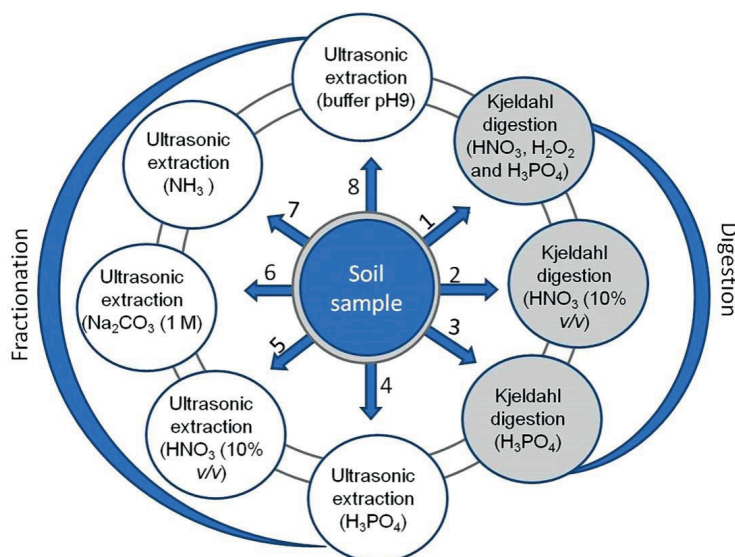 Ultrasonic
extraction
(buffer pH9)
Kjeldahl
digestion
(HNO₃, H₂O₂
and H₃PO₄)
Kjeldahl
digestion
(HNO₃ (10%
v/v)
Kjeldahl
digestion
(H₃PO₄)
Ultrasonic
extraction
(H₃PO₄)
Ultrasonic
extraction
(HNO₃ (10%
v/v)
Ultrasonic
extraction
(Na₂CO₃ (1 M)
Ultrasonic
extraction
(NH₃ )
Soil
sample
1
2
3
4
5
6
7
8
Fractionation
Digestion